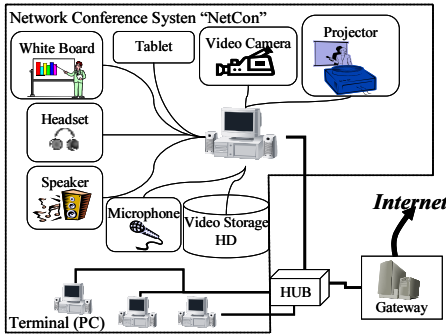 Network Conference Systen “NetCon”
White Board
Tablet
Video Camera
Projector
Headset
Speaker
Microphone
Video Storage
HD
Internet
HUB
Gateway
Terminal (PC)